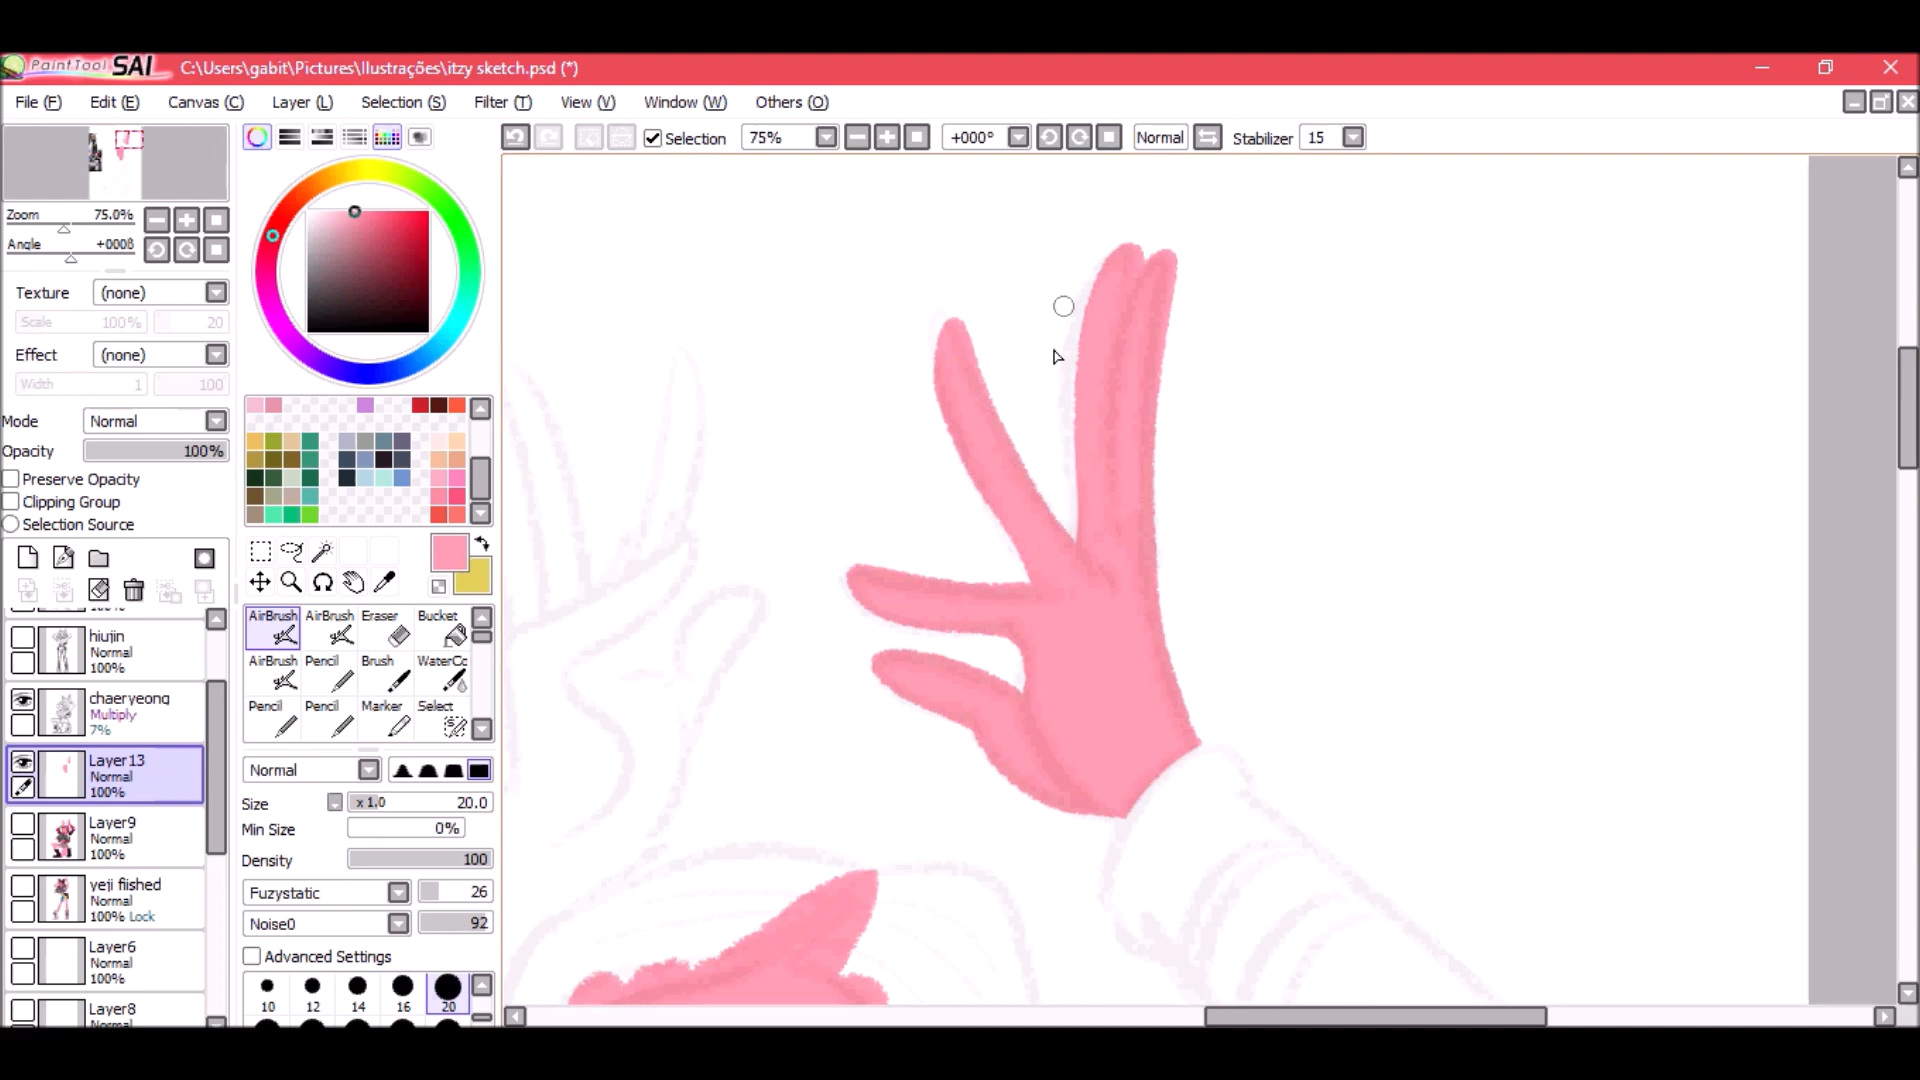 PaintTool SAI C:\Users\gabit\Pictures\Ilustrações\itzy sketch.psd (*)
File (F) Edit (E) Canvas (C) Layer (L) Selection (S) Filter (T) View (V) Window (W) Others (O)
Selection 75% +000° Normal Stabilizer 15
Zoom 75.0%
Angle +000ß
Texture (none)
Scale 100% 20
Effect (none)
Width 1 100
Mode Normal
Opacity 100%
Preserve Opacity
Clipping Group
Selection Source
hiujin
Normal
100%
chaeryeong
Multiply
7%
Layer13
Normal
100%
Layer9
Normal
100%
yeji fiished
Normal
100% Lock
Layer6
Normal
100%
Layer8
Normal
AirBrush AirBrush Eraser Bucket
AirBrush Pencil Brush WaterCo
Pencil Pencil Marker Select
Normal
Size x 1.0 20.0
Min Size 0%
Density 100
Fuzystatic 26
Noise0 92
Advanced Settings
10 12 14 16 20